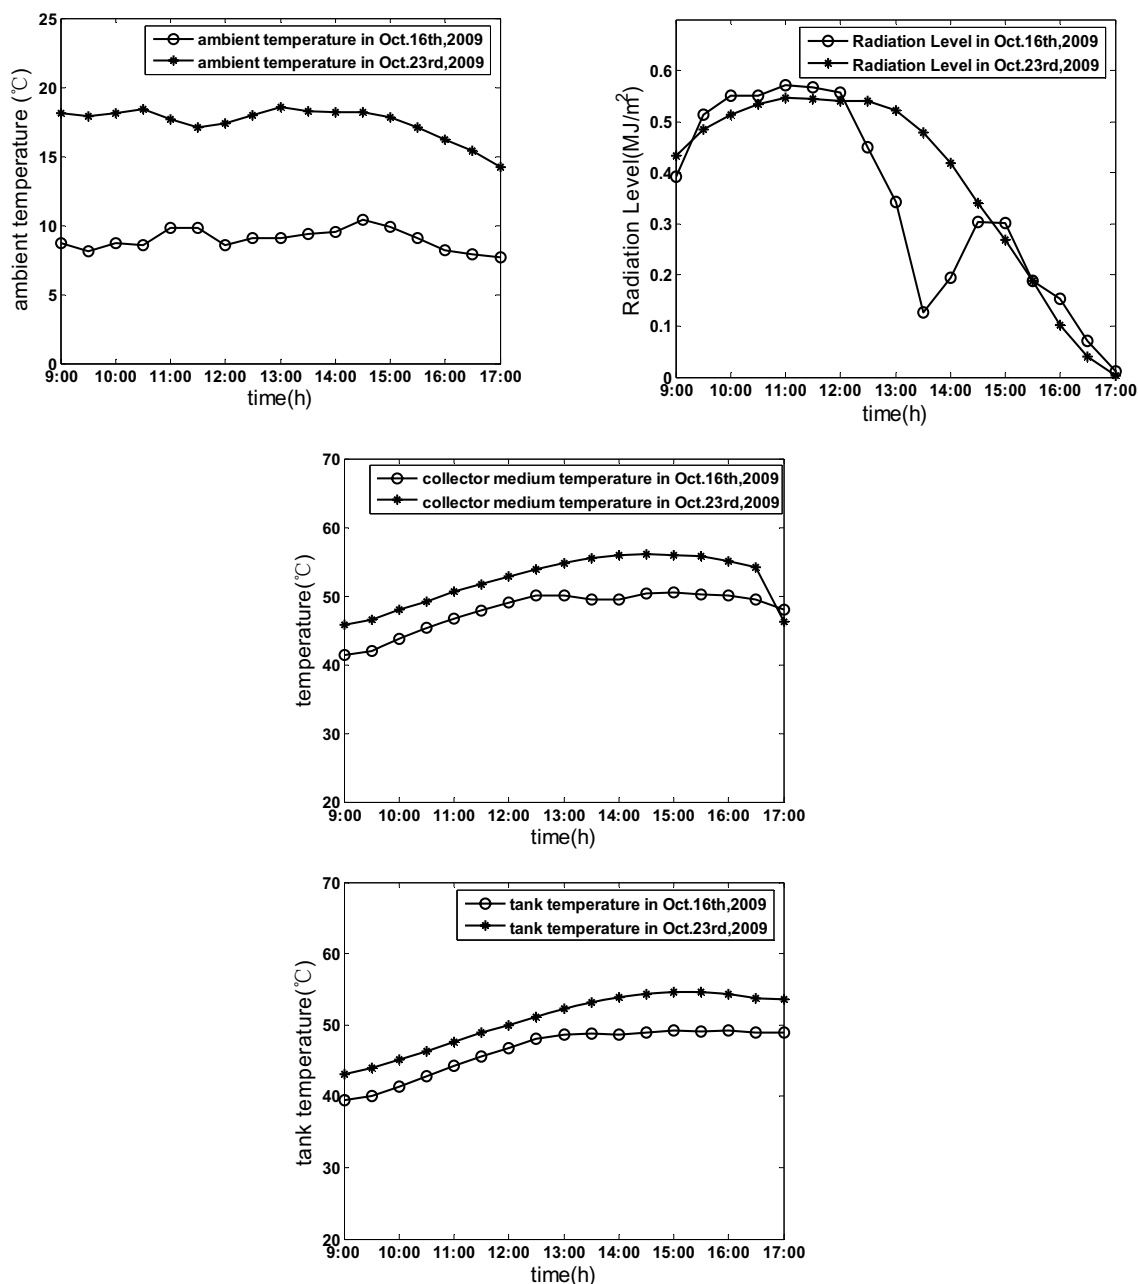 25
20
15
10
5
0
ambient temperature (℃)
ambient temperature in Oct.16th,2009
ambient temperature in Oct.23rd,2009
9:00 10:00 11:00 12:00 13:00 14:00 15:00 16:00 17:00
time(h)
0.6
0.5
0.4
0.3
0.2
0.1
0
Radiation Level(MJ/m²)
Radiation Level in Oct.16th,2009
Radiation Level in Oct.23rd,2009
9:00 10:00 11:00 12:00 13:00 14:00 15:00 16:00 17:00
time(h)
70
60
50
40
30
20
temperature(℃)
collector medium temperature in Oct.16th,2009
collector medium temperature in Oct.23rd,2009
9:00 10:00 11:00 12:00 13:00 14:00 15:00 16:00 17:00
time(h)
70
60
50
40
30
20
tank temperature(℃)
tank temperature in Oct.16th,2009
tank temperature in Oct.23rd,2009
9:00 10:00 11:00 12:00 13:00 14:00 15:00 16:00 17:00
time(h)